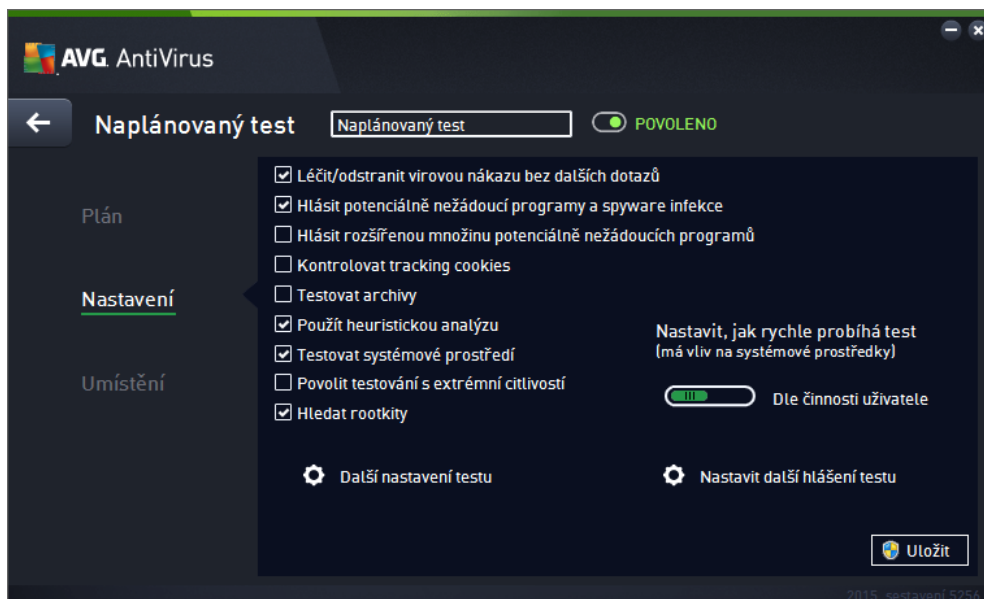 AVG. AntiVirus
Naplánovaný test
Naplánovaný test
POVOLENO
Plán
Nastavení
Umístění
Léčit/odstranit virovou nákazu bez dalších dotazů
Hlásit potenciálně nežádoucí programy a spyware infekce
Hlásit rozšířenou množinu potenciálně nežádoucích programů
Kontrolovat tracking cookies
Testovat archivy
Použít heuristickou analýzu
Testovat systémové prostředí
Povolit testování s extrémní citlivostí
Hledat rootkity
Nastavit, jak rychle probíhá test
(má vliv na systémové prostředky)
Dle činnosti uživatele
Další nastavení testu
Nastavit další hlášení testu
Uložit
2015, sestavení 5256